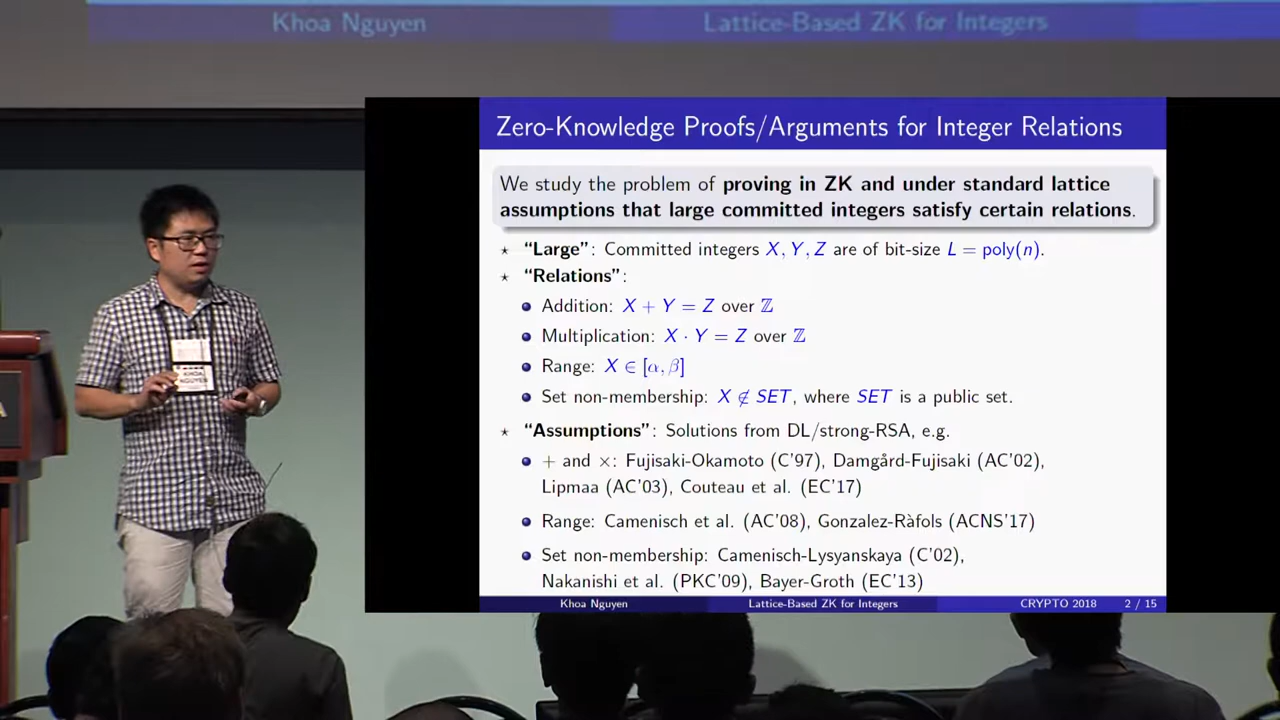 Khoa Nguyen Lattice-Based ZK for Integers
Zero-Knowledge Proofs/Arguments for Integer Relations
We study the problem of proving in ZK and under standard lattice
assumptions that large committed integers satisfy certain relations.
⋆ “Large”: Committed integers X, Y, Z are of bit-size L = poly(n).
⋆ “Relations”:
Addition: X + Y = Z over ℤ
Multiplication: X · Y = Z over ℤ
Range: X ∈ [α, β]
Set non-membership: X ∉ SET, where SET is a public set.
⋆ “Assumptions”: Solutions from DL/strong-RSA, e.g.
+ and ×: Fujisaki-Okamoto (C’97), Damgård-Fujisaki (AC’02),
Lipmaa (AC’03), Couteau et al. (EC’17)
Range: Camenisch et al. (AC’08), Gonzalez-Ràfols (ACNS’17)
Set non-membership: Camenisch-Lysyanskaya (C’02),
Nakanishi et al. (PKC’09), Bayer-Groth (EC’13)
Khoa Nguyen Lattice-Based ZK for Integers CRYPTO 2018 2 / 15
KHOA
NGUYEN
A